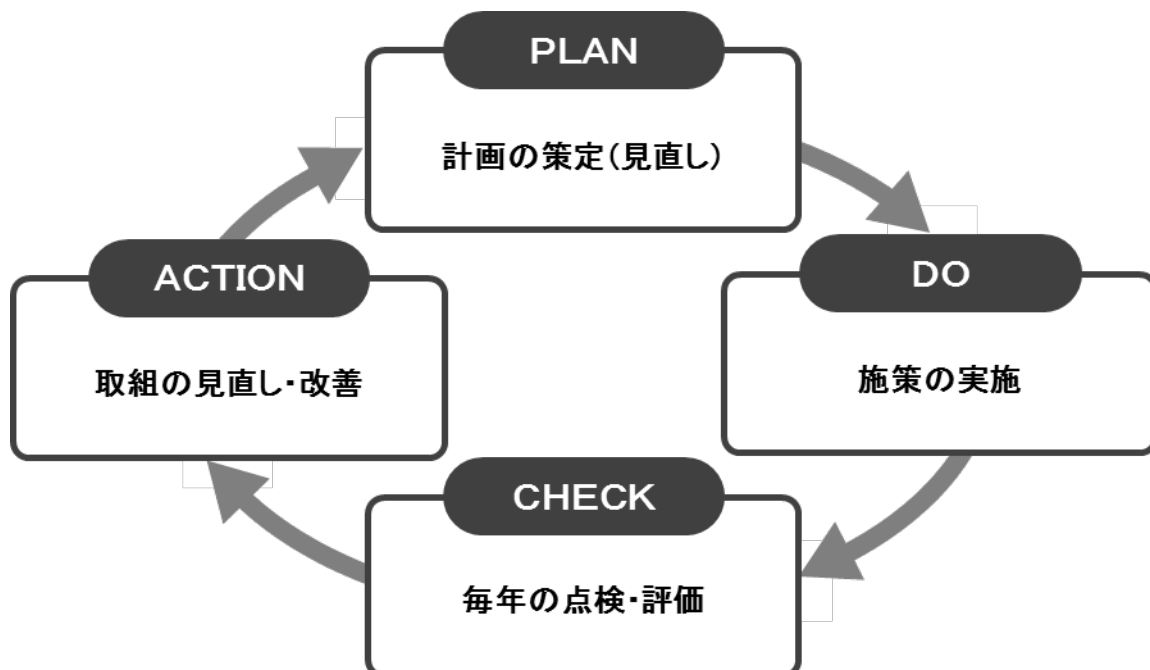 PLAN
計画の策定(見直し)
DO
施策の実施
CHECK
毎年の点検・評価
ACTION
取組の見直し・改善